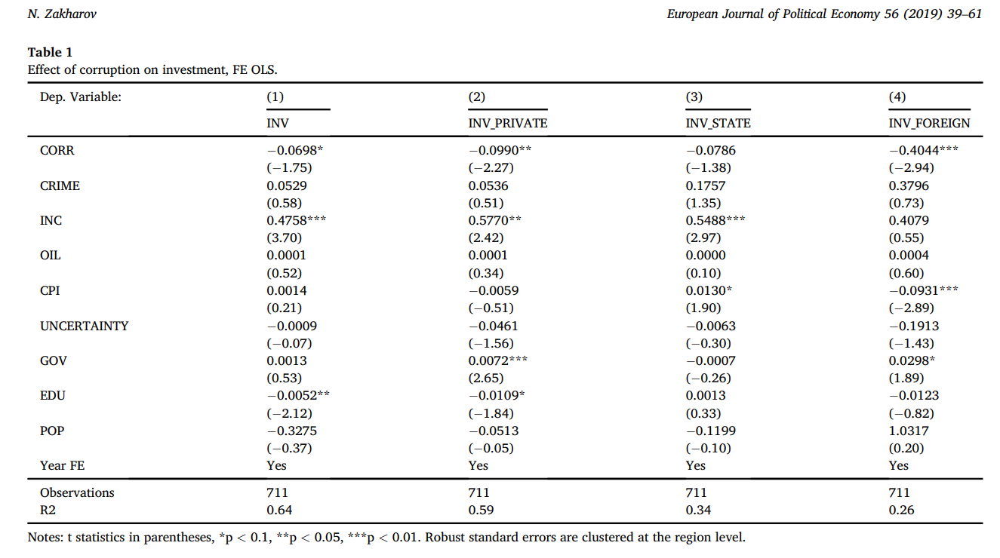 N. Zakharov European Journal of Political Economy 56 (2019) 39–61
Table 1
Effect of corruption on investment, FE OLS.
Dep. Variable: (1) (2) (3) (4)
INV INV_PRIVATE INV_STATE INV_FOREIGN
CORR −0.0698* −0.0990** −0.0786 −0.4044***
(−1.75) (−2.27) (−1.38) (−2.94)
CRIME 0.0529 0.0536 0.1757 0.3796
(0.58) (0.51) (1.35) (0.73)
INC 0.4758*** 0.5770** 0.5488*** 0.4079
(3.70) (2.42) (2.97) (0.55)
OIL 0.0001 0.0001 0.0000 0.0004
(0.52) (0.34) (0.10) (0.60)
CPI 0.0014 −0.0059 0.0130* −0.0931***
(0.21) (−0.51) (1.90) (−2.89)
UNCERTAINTY −0.0009 −0.0461 −0.0063 −0.1913
(−0.07) (−1.56) (−0.30) (−1.43)
GOV 0.0013 0.0072*** −0.0007 0.0298*
(0.53) (2.65) (−0.26) (1.89)
EDU −0.0052** −0.0109* 0.0013 −0.0123
(−2.12) (−1.84) (0.33) (−0.82)
POP −0.3275 −0.0513 −0.1199 1.0317
(−0.37) (−0.05) (−0.10) (0.20)
Year FE Yes Yes Yes Yes
Observations 711 711 711 711
R2 0.64 0.59 0.34 0.26
Notes: t statistics in parentheses, *p < 0.1, **p < 0.05, ***p < 0.01. Robust standard errors are clustered at the region level.